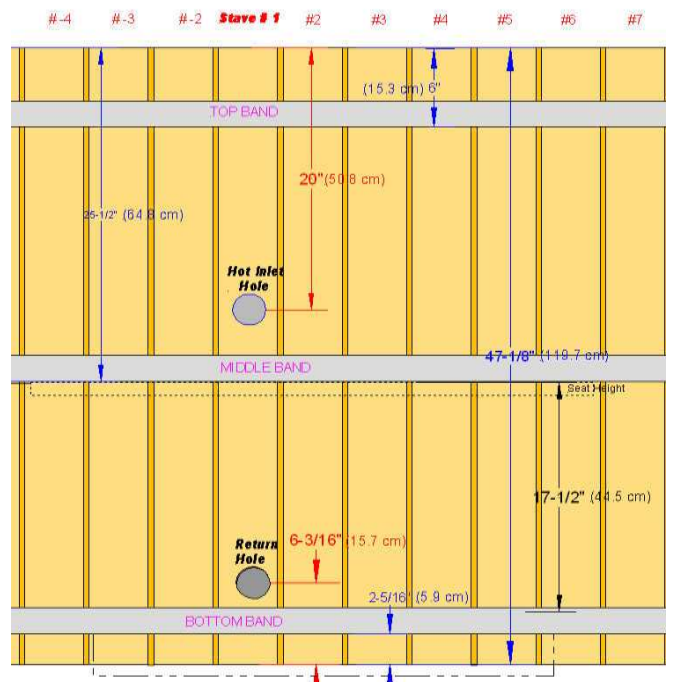 #-4 #-3 #-2 Stave # 1 #2 #3 #4 #5 #6 #7
(15.3 cm) 6"
TOP BAND
20"(50.8 cm)
25-1/2" (64.8 cm)
Hot Inlet
Hole
47-1/8" (119.7 cm)
MIDDLE BAND
Seat Height
17-1/2" (44.5 cm)
Return
Hole
6-3/16" (15.7 cm)
2-5/16" (5.9 cm)
BOTTOM BAND